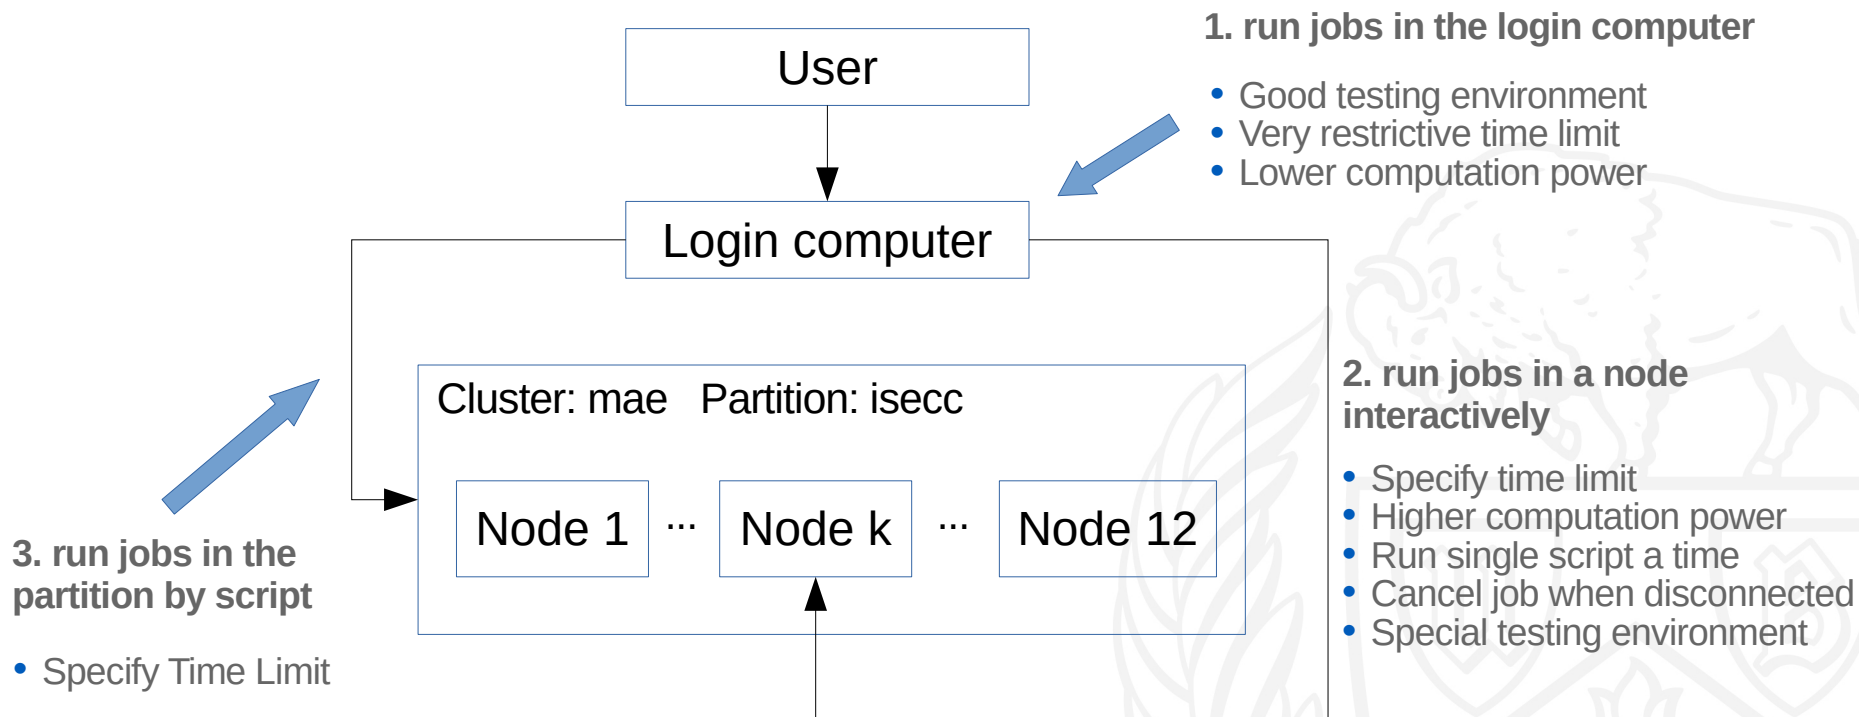 1. run jobs in the login computer
User
• Good testing environment
• Very restrictive time limit
• Lower computation power
Login computer
Cluster: mae Partition: isecc
Node 1 ... Node k ... Node 12
2. run jobs in a node
interactively
• Specify time limit
• Higher computation power
• Run single script a time
• Cancel job when disconnected
• Special testing environment
3. run jobs in the
partition by script
• Specify Time Limit